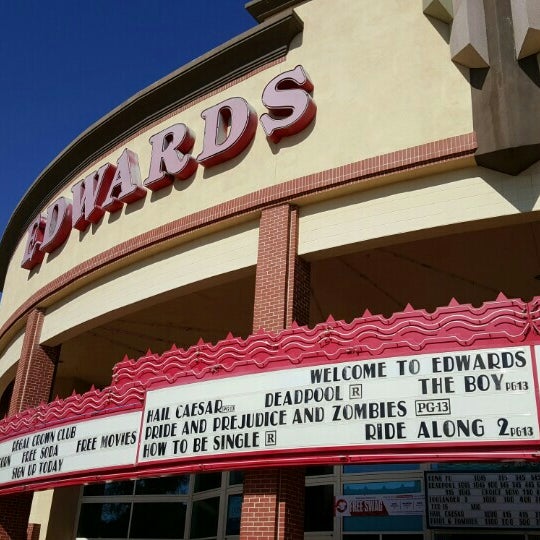 EDWARDS
WELCOME TO EDWARDS
DEADPOOL R THE BOY PG13
HAIL CAESAR PG13
PRIDE AND PREJUDICE AND ZOMBIES PG-13
HOW TO BE SINGLE R RIDE ALONG 2 PG13
REGAL CROWN CLUB
FREE SODA FREE MOVIES
SIGN UP TODAY
FREE SWAG